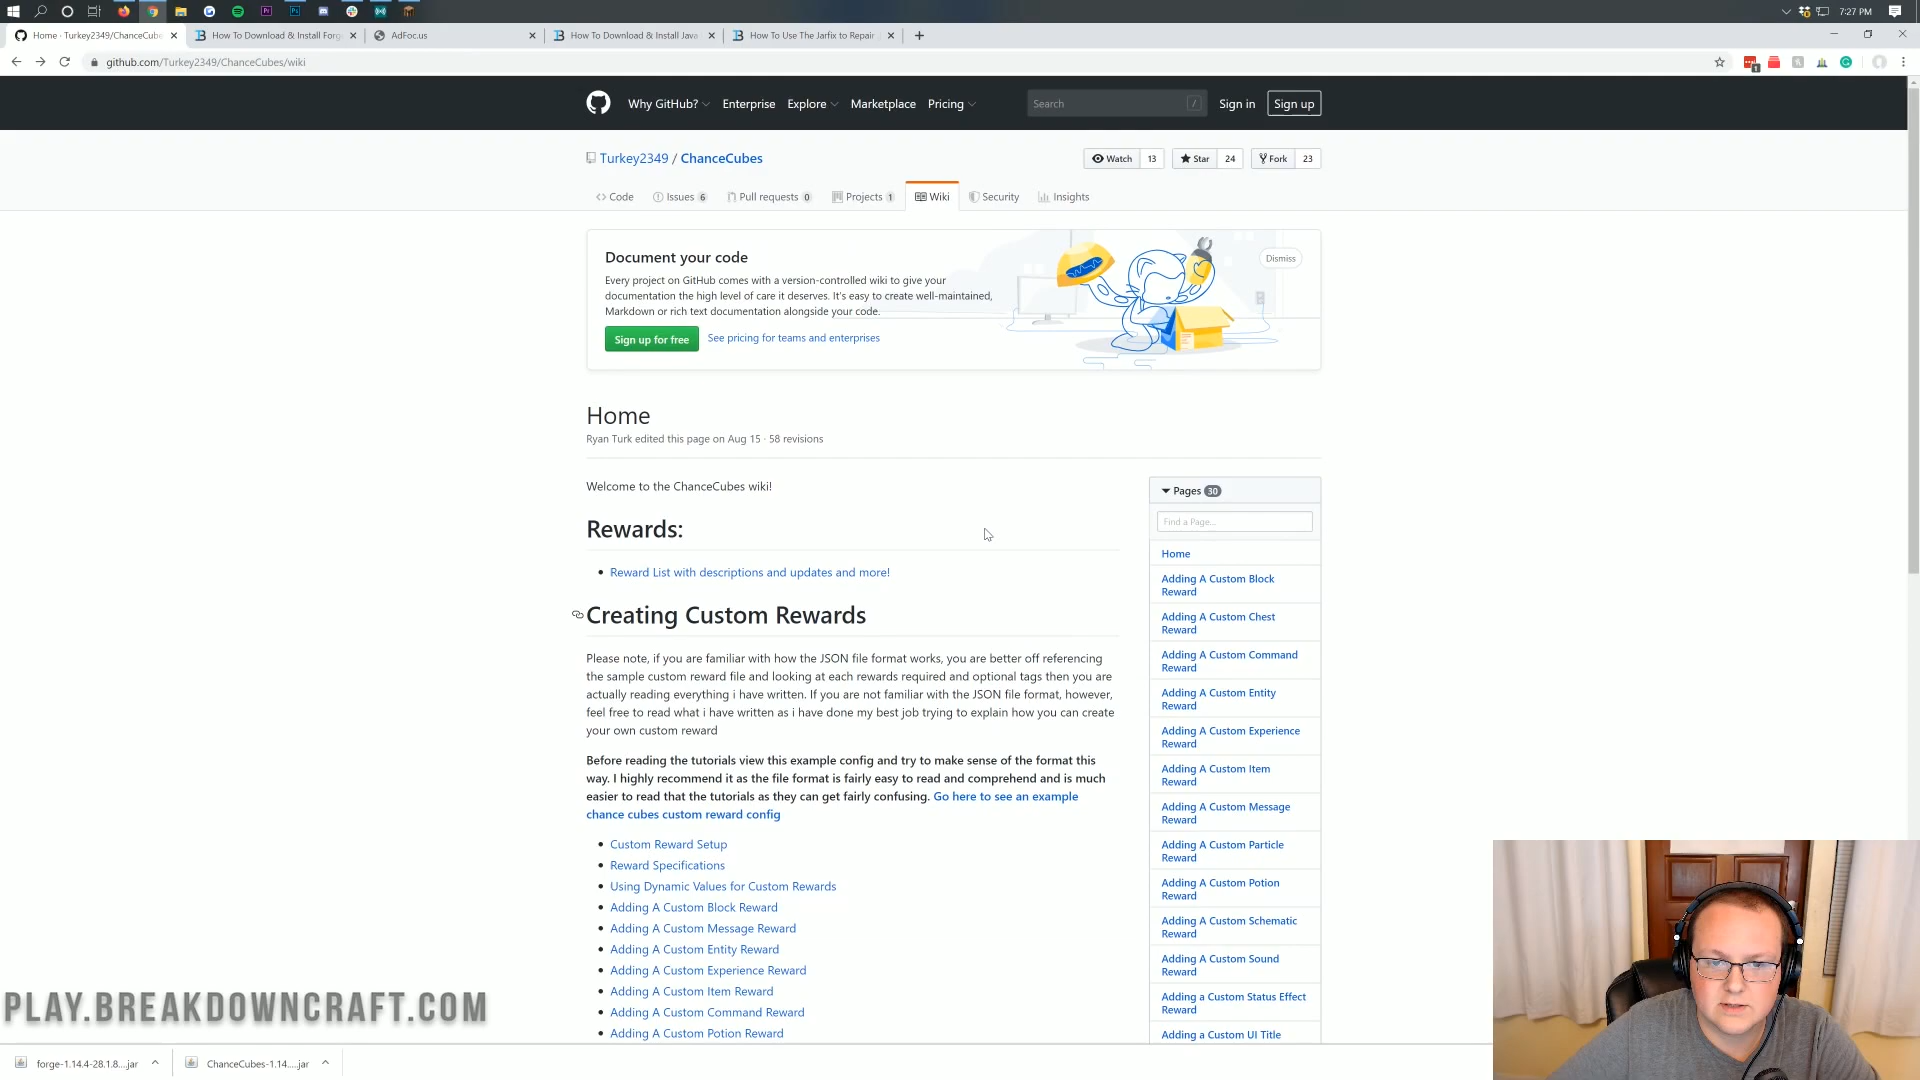 7:27 PM
Home · Turkey2349/ChanceCube
How To Download & Install Forg
AdFoc.us
How To Download & Install Java
How To Use The Jarfix to Repair
github.com/Turkey2349/ChanceCubes/wiki
1
Why GitHub? Enterprise Explore Marketplace Pricing
Search /
Sign in
Sign up
Turkey2349 / ChanceCubes
Watch 13
Star 24
Fork 23
Code
Issues 6
Pull requests 0
Projects 1
Wiki
Security
Insights
Document your code
Dismiss
Every project on GitHub comes with a version-controlled wiki to give your
documentation the high level of care it deserves. It's easy to create well-maintained,
Markdown or rich text documentation alongside your code.
Sign up for free
See pricing for teams and enterprises
Home
Ryan Turk edited this page on Aug 15 · 58 revisions
Welcome to the ChanceCubes wiki!
Rewards:
• Reward List with descriptions and updates and more!
Creating Custom Rewards
Please note, if you are familiar with how the JSON file format works, you are better off referencing
the sample custom reward file and looking at each rewards required and optional tags then you are
actually reading everything i have written. If you are not familiar with the JSON file format, however,
feel free to read what i have written as i have done my best job trying to explain how you can create
your own custom reward
Before reading the tutorials view this example config and try to make sense of the format this
way. I highly recommend it as the file format is fairly easy to read and comprehend and is much
easier to read that the tutorials as they can get fairly confusing. Go here to see an example
chance cubes custom reward config
• Custom Reward Setup
• Reward Specifications
• Using Dynamic Values for Custom Rewards
• Adding A Custom Block Reward
• Adding A Custom Message Reward
• Adding A Custom Entity Reward
• Adding A Custom Experience Reward
• Adding A Custom Item Reward
• Adding A Custom Command Reward
• Adding A Custom Potion Reward
Pages 30
Find a Page...
Home
Adding A Custom Block
Reward
Adding A Custom Chest
Reward
Adding A Custom Command
Reward
Adding A Custom Entity
Reward
Adding A Custom Experience
Reward
Adding A Custom Item
Reward
Adding A Custom Message
Reward
Adding A Custom Particle
Reward
Adding A Custom Potion
Reward
Adding A Custom Schematic
Reward
Adding A Custom Sound
Reward
Adding a Custom Status Effect
Reward
Adding a Custom UI Title
PLAY.BREAKDOWNCRAFT.COM
forge-1.14.4-28.1.8....jar
ChanceCubes-1.14....jar